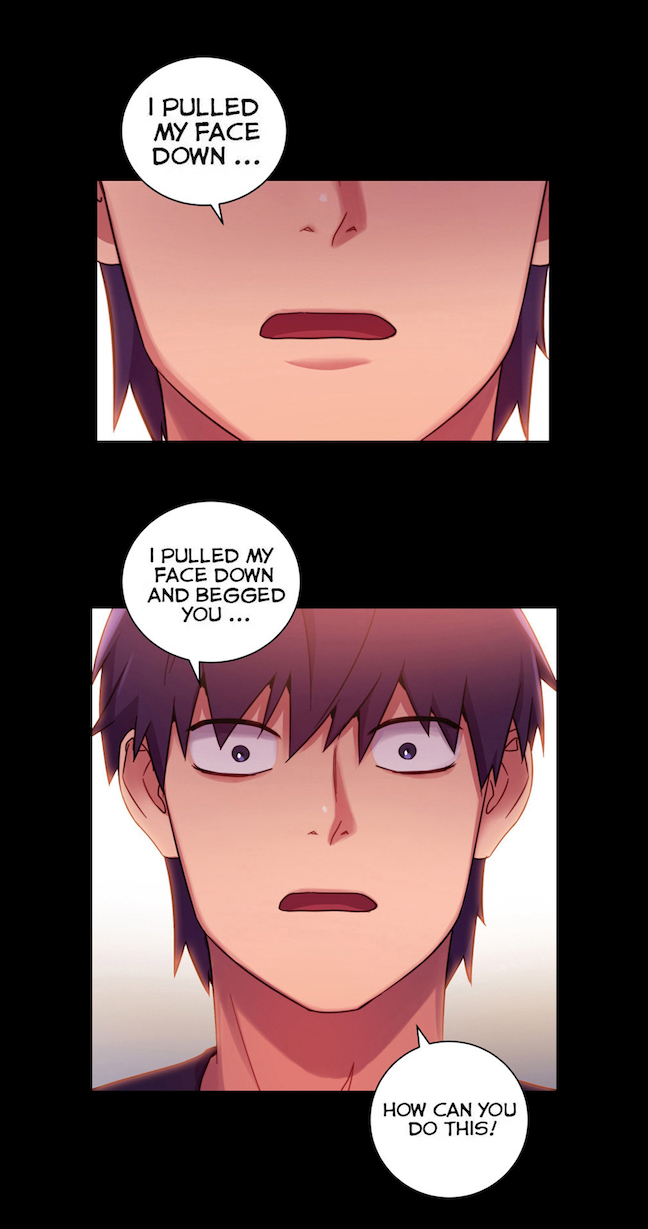 I PULLED
MY FACE
DOWN ...
I PULLED MY
FACE DOWN
AND BEGGED
YOU ...
HOW CAN YOU
DO THIS!